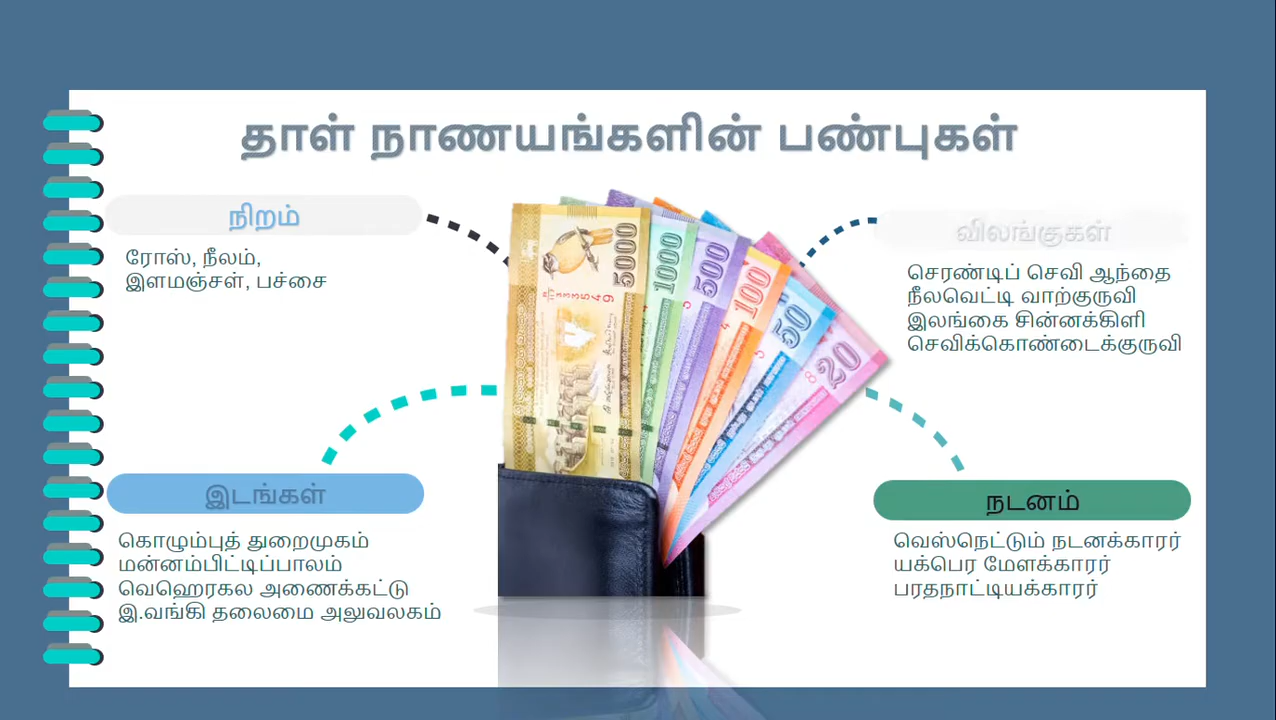 தாள் நாணயங்களின் பண்புகள்
நிறம்
ரோஸ், நீலம்,
இளமஞ்சள், பச்சை
விலங்குகள்
செரண்டிப் செவி ஆந்தை
நீலவெட்டி வாற்குருவி
இலங்கை சின்னக்கிளி
செவிக்கொண்டைக்குருவி
5000
1000
500
100
50
20
இடங்கள்
கொழும்புத் துறைமுகம்
மன்னம்பிட்டிப்பாலம்
வெஹெரகல அணைக்கட்டு
இ.வங்கி தலைமை அலுவலகம்
நடனம்
வெஸ்நெட்டும் நடனக்காரர்
யக்பெர மேளக்காரர்
பரதநாட்டியக்காரர்